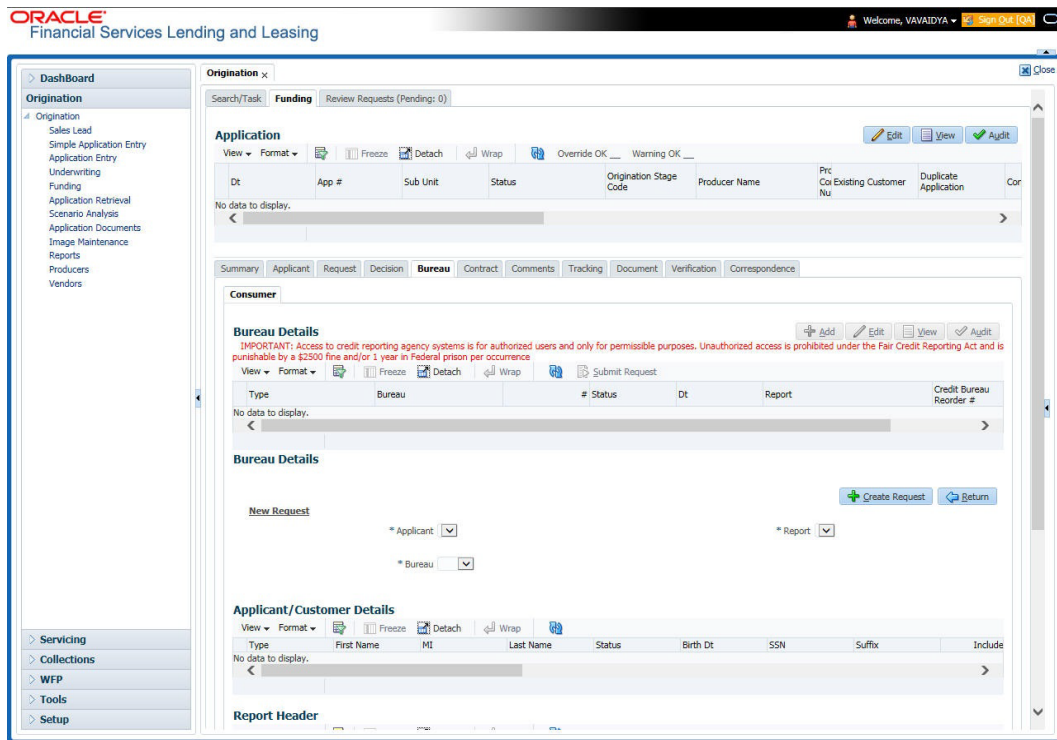 ORACLE
Financial Services Lending and Leasing
Welcome, VAVAIDYA Sign Out [QA]
Close
DashBoard
Origination
Origination
Sales Lead
Simple Application Entry
Application Entry
Underwriting
Funding
Application Retrieval
Scenario Analysis
Application Documents
Image Maintenance
Reports
Producers
Vendors
Servicing
Collections
WFP
Tools
Setup
Origination x
Search/Task Funding Review Requests (Pending: 0)
Application
Edit View Audit
View Format Freeze Detach Wrap Override OK __ Warning OK __
Dt App # Sub Unit Status Origination Stage Code Producer Name Pro Co Nu Existing Customer Duplicate Application Cor
No data to display.
Summary Applicant Request Decision Bureau Contract Comments Tracking Document Verification Correspondence
Consumer
Bureau Details
Add Edit View Audit
IMPORTANT: Access to credit reporting agency systems is for authorized users and only for permissible purposes. Unauthorized access is prohibited under the Fair Credit Reporting Act and is
punishable by a $2500 fine and/or 1 year in Federal prison per occurrence
View Format Freeze Detach Wrap Submit Request
Type Bureau # Status Dt Report Credit Bureau Reorder #
No data to display.
Bureau Details
Create Request Return
New Request
* Applicant * Report
* Bureau
Applicant/Customer Details
View Format Freeze Detach Wrap
Type First Name MI Last Name Status Birth Dt SSN Suffix Include
No data to display.
Report Header